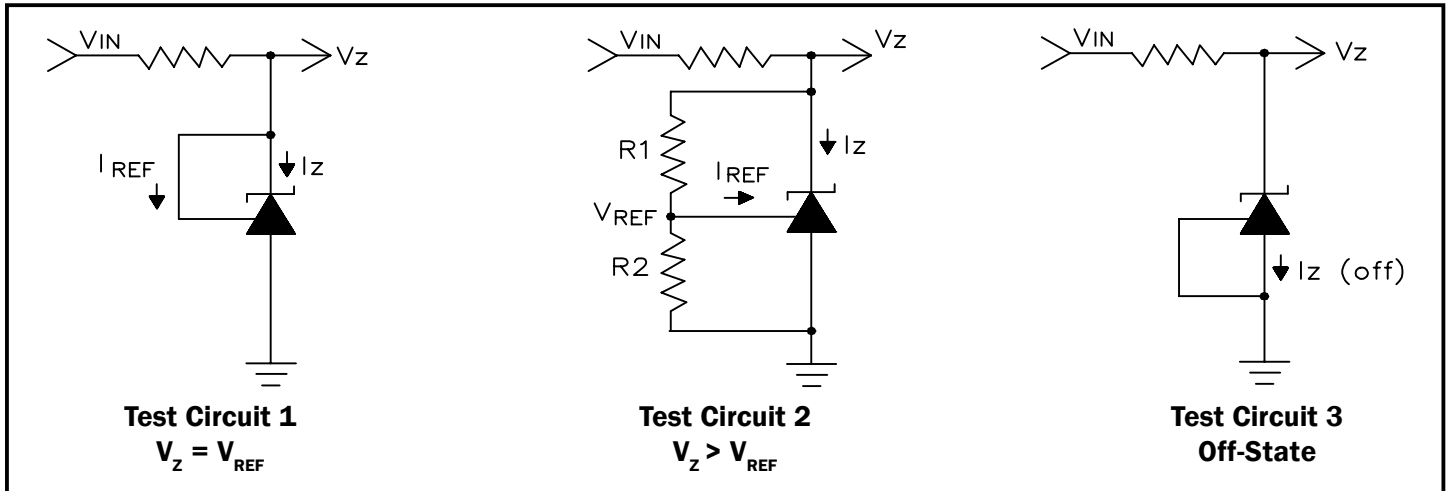 VIN
Vz
IREF
Iz
Test Circuit 1
VZ = VREF
VIN
Vz
R1
Iz
IREF
VREF
R2
Test Circuit 2
VZ > VREF
VIN
Vz
Iz (off)
Test Circuit 3
Off-State